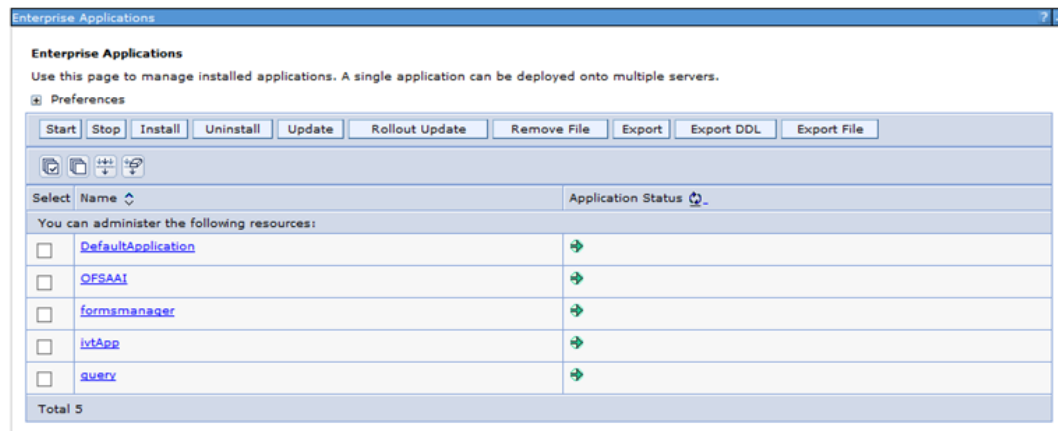 Enterprise Applications ?
Enterprise Applications
Use this page to manage installed applications. A single application can be deployed onto multiple servers.
Preferences
Start Stop Install Uninstall Update Rollout Update Remove File Export Export DDL Export File
Select Name Application Status
You can administer the following resources:
DefaultApplication
OFSAAI
formsmanager
ivtApp
query
Total 5